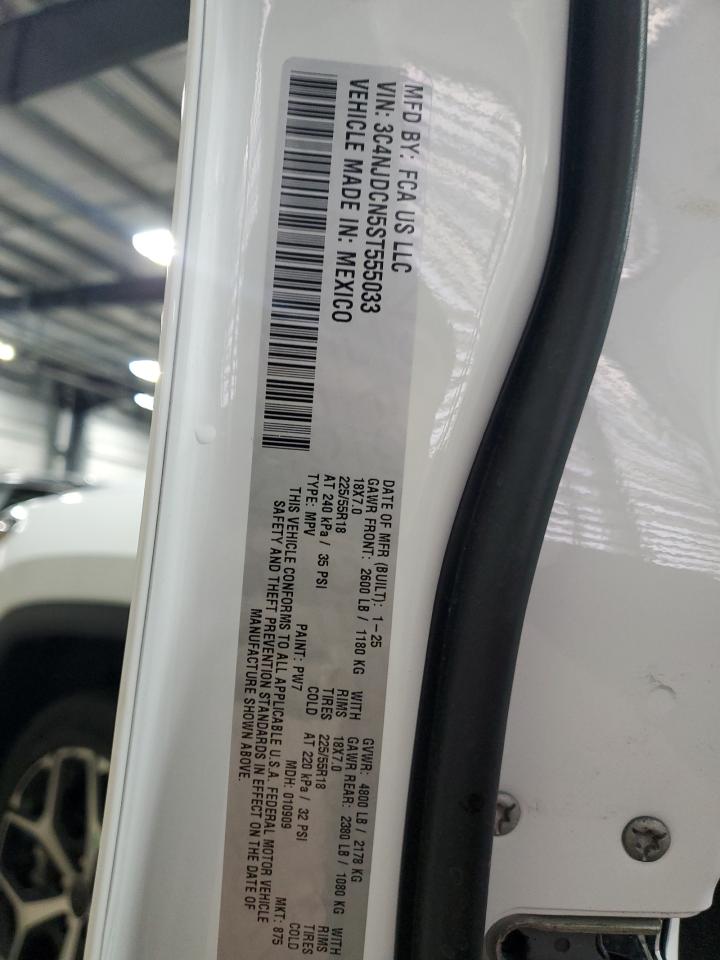 MFD BY: FCA US LLC
VIN: 3C4NJDCN5ST555033
VEHICLE MADE IN: MEXICO
DATE OF MFR (BUILT): 1-25 GVWR: 4800 LB / 2178 KG
GAWR FRONT: 2600 LB / 1180 KG WITH GAWR REAR: 2380 LB / 1080 KG WITH
18X7.0 RIMS 18X7.0 RIMS
225/55R18 TIRES 225/55R18 TIRES
AT 240 kPa / 35 PSI COLD AT 220 kPa / 32 PSI COLD
TYPE: MPV PAINT: PW7 MDH: 010909 MKT: 875
THIS VEHICLE CONFORMS TO ALL APPLICABLE U.S.A. FEDERAL MOTOR VEHICLE
SAFETY AND THEFT PREVENTION STANDARDS IN EFFECT ON THE DATE OF
MANUFACTURE SHOWN ABOVE.